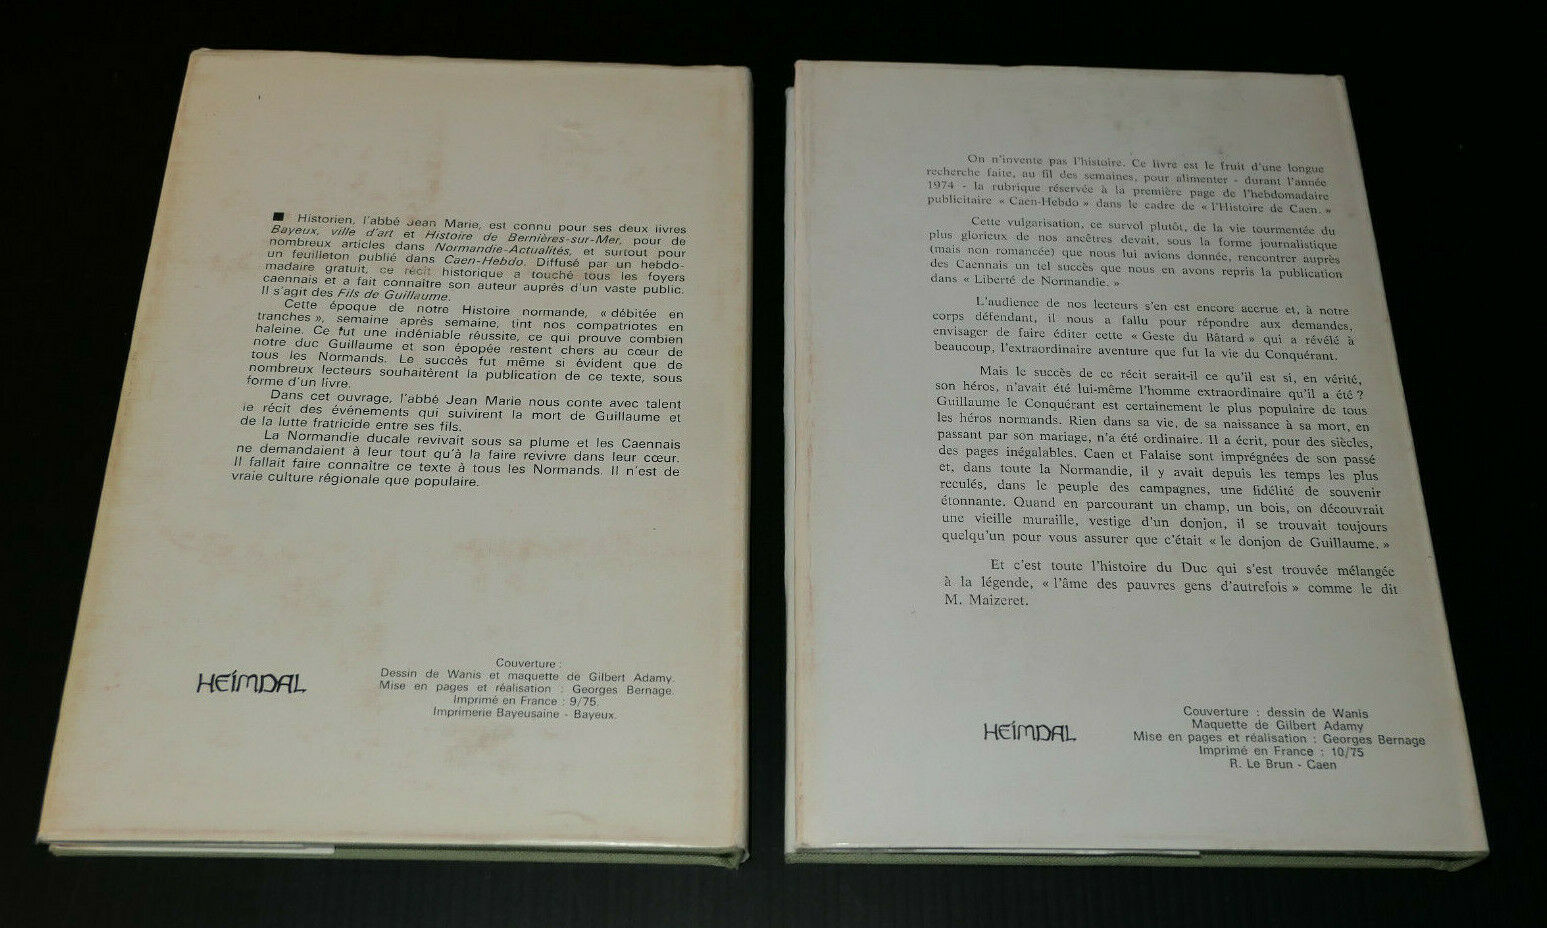 ■ Historien, l'abbé Jean Marie, est connu pour ses deux livres
Bayeux, ville d'art et Histoire de Bernières-sur-Mer, pour de
nombreux articles dans Normandie-Actualités, et surtout pour
un feuilleton publié dans Caen-Hebdo. Diffusé par un hebdo-
madaire gratuit, ce récit historique a touché tous les foyers
caennais et a fait connaître son auteur auprès d'un vaste public.
Il s'agit des Fils de Guillaume.
Cette époque de notre Histoire normande, « débitée en
tranches », semaine après semaine, tint nos compatriotes en
haleine. Ce fut une indéniable réussite, ce qui prouve combien
notre duc Guillaume et son épopée restent chers au cœur de
tous les Normands. Le succès fut même si évident que de
nombreux lecteurs souhaitèrent la publication de ce texte, sous
forme d'un livre.
Dans cet ouvrage, l'abbé Jean Marie nous conte avec talent
le récit des événements qui suivirent la mort de Guillaume et
de la lutte fratricide entre ses fils.
La Normandie ducale revivait sous sa plume et les Caennais
ne demandaient à leur tout qu'à la faire revivre dans leur cœur.
Il fallait faire connaître ce texte à tous les Normands. Il n'est de
vraie culture régionale que populaire.
HEIMDAL
Couverture :
Dessin de Wanis et maquette de Gilbert Adamy.
Mise en pages et réalisation : Georges Bernage.
Imprimé en France : 9/75.
Imprimerie Bayeusaine - Bayeux.
On n'invente pas l'histoire. Ce livre est le fruit d'une longue
recherche faite, au fil des semaines, pour alimenter - durant l'année
1974 - la rubrique réservée à la première page de l'hebdomadaire
publicitaire « Caen-Hebdo » dans le cadre de « l'Histoire de Caen. »
Cette vulgarisation, ce survol plutôt, de la vie tourmentée du
plus glorieux de nos ancêtres devait, sous la forme journalistique
(mais non romancée) que nous lui avions donnée, rencontrer auprès
des Caennais un tel succès que nous en avons repris la publication
dans « Liberté de Normandie. »
L'audience de nos lecteurs s'en est encore accrue et, à notre
corps défendant, il nous a fallu pour répondre aux demandes,
envisager de faire éditer cette « Geste du Bâtard » qui a révélé à
beaucoup, l'extraordinaire aventure que fut la vie du Conquérant.
Mais le succès de ce récit serait-il ce qu'il est si, en vérité,
son héros, n'avait été lui-même l'homme extraordinaire qu'il a été ?
Guillaume le Conquérant est certainement le plus populaire de tous
les héros normands. Rien dans sa vie, de sa naissance à sa mort, en
passant par son mariage, n'a été ordinaire. Il a écrit, pour des siècles,
des pages inégalables. Caen et Falaise sont imprégnées de son passé
et, dans toute la Normandie, il y avait depuis les temps les plus
reculés, dans le peuple des campagnes, une fidélité de souvenir
étonnante. Quand en parcourant un champ, un bois, on découvrait
une vieille muraille, vestige d'un donjon, il se trouvait toujours
quelqu'un pour vous assurer que c'était « le donjon de Guillaume. »
Et c'est toute l'histoire du Duc qui s'est trouvée mélangée
à la légende, « l'âme des pauvres gens d'autrefois » comme le dit
M. Maizeret.
HEIMDAL
Couverture : dessin de Wanis
Maquette de Gilbert Adamy
Mise en pages et réalisation : Georges Bernage
Imprimé en France : 10/75
R. Le Brun - Caen